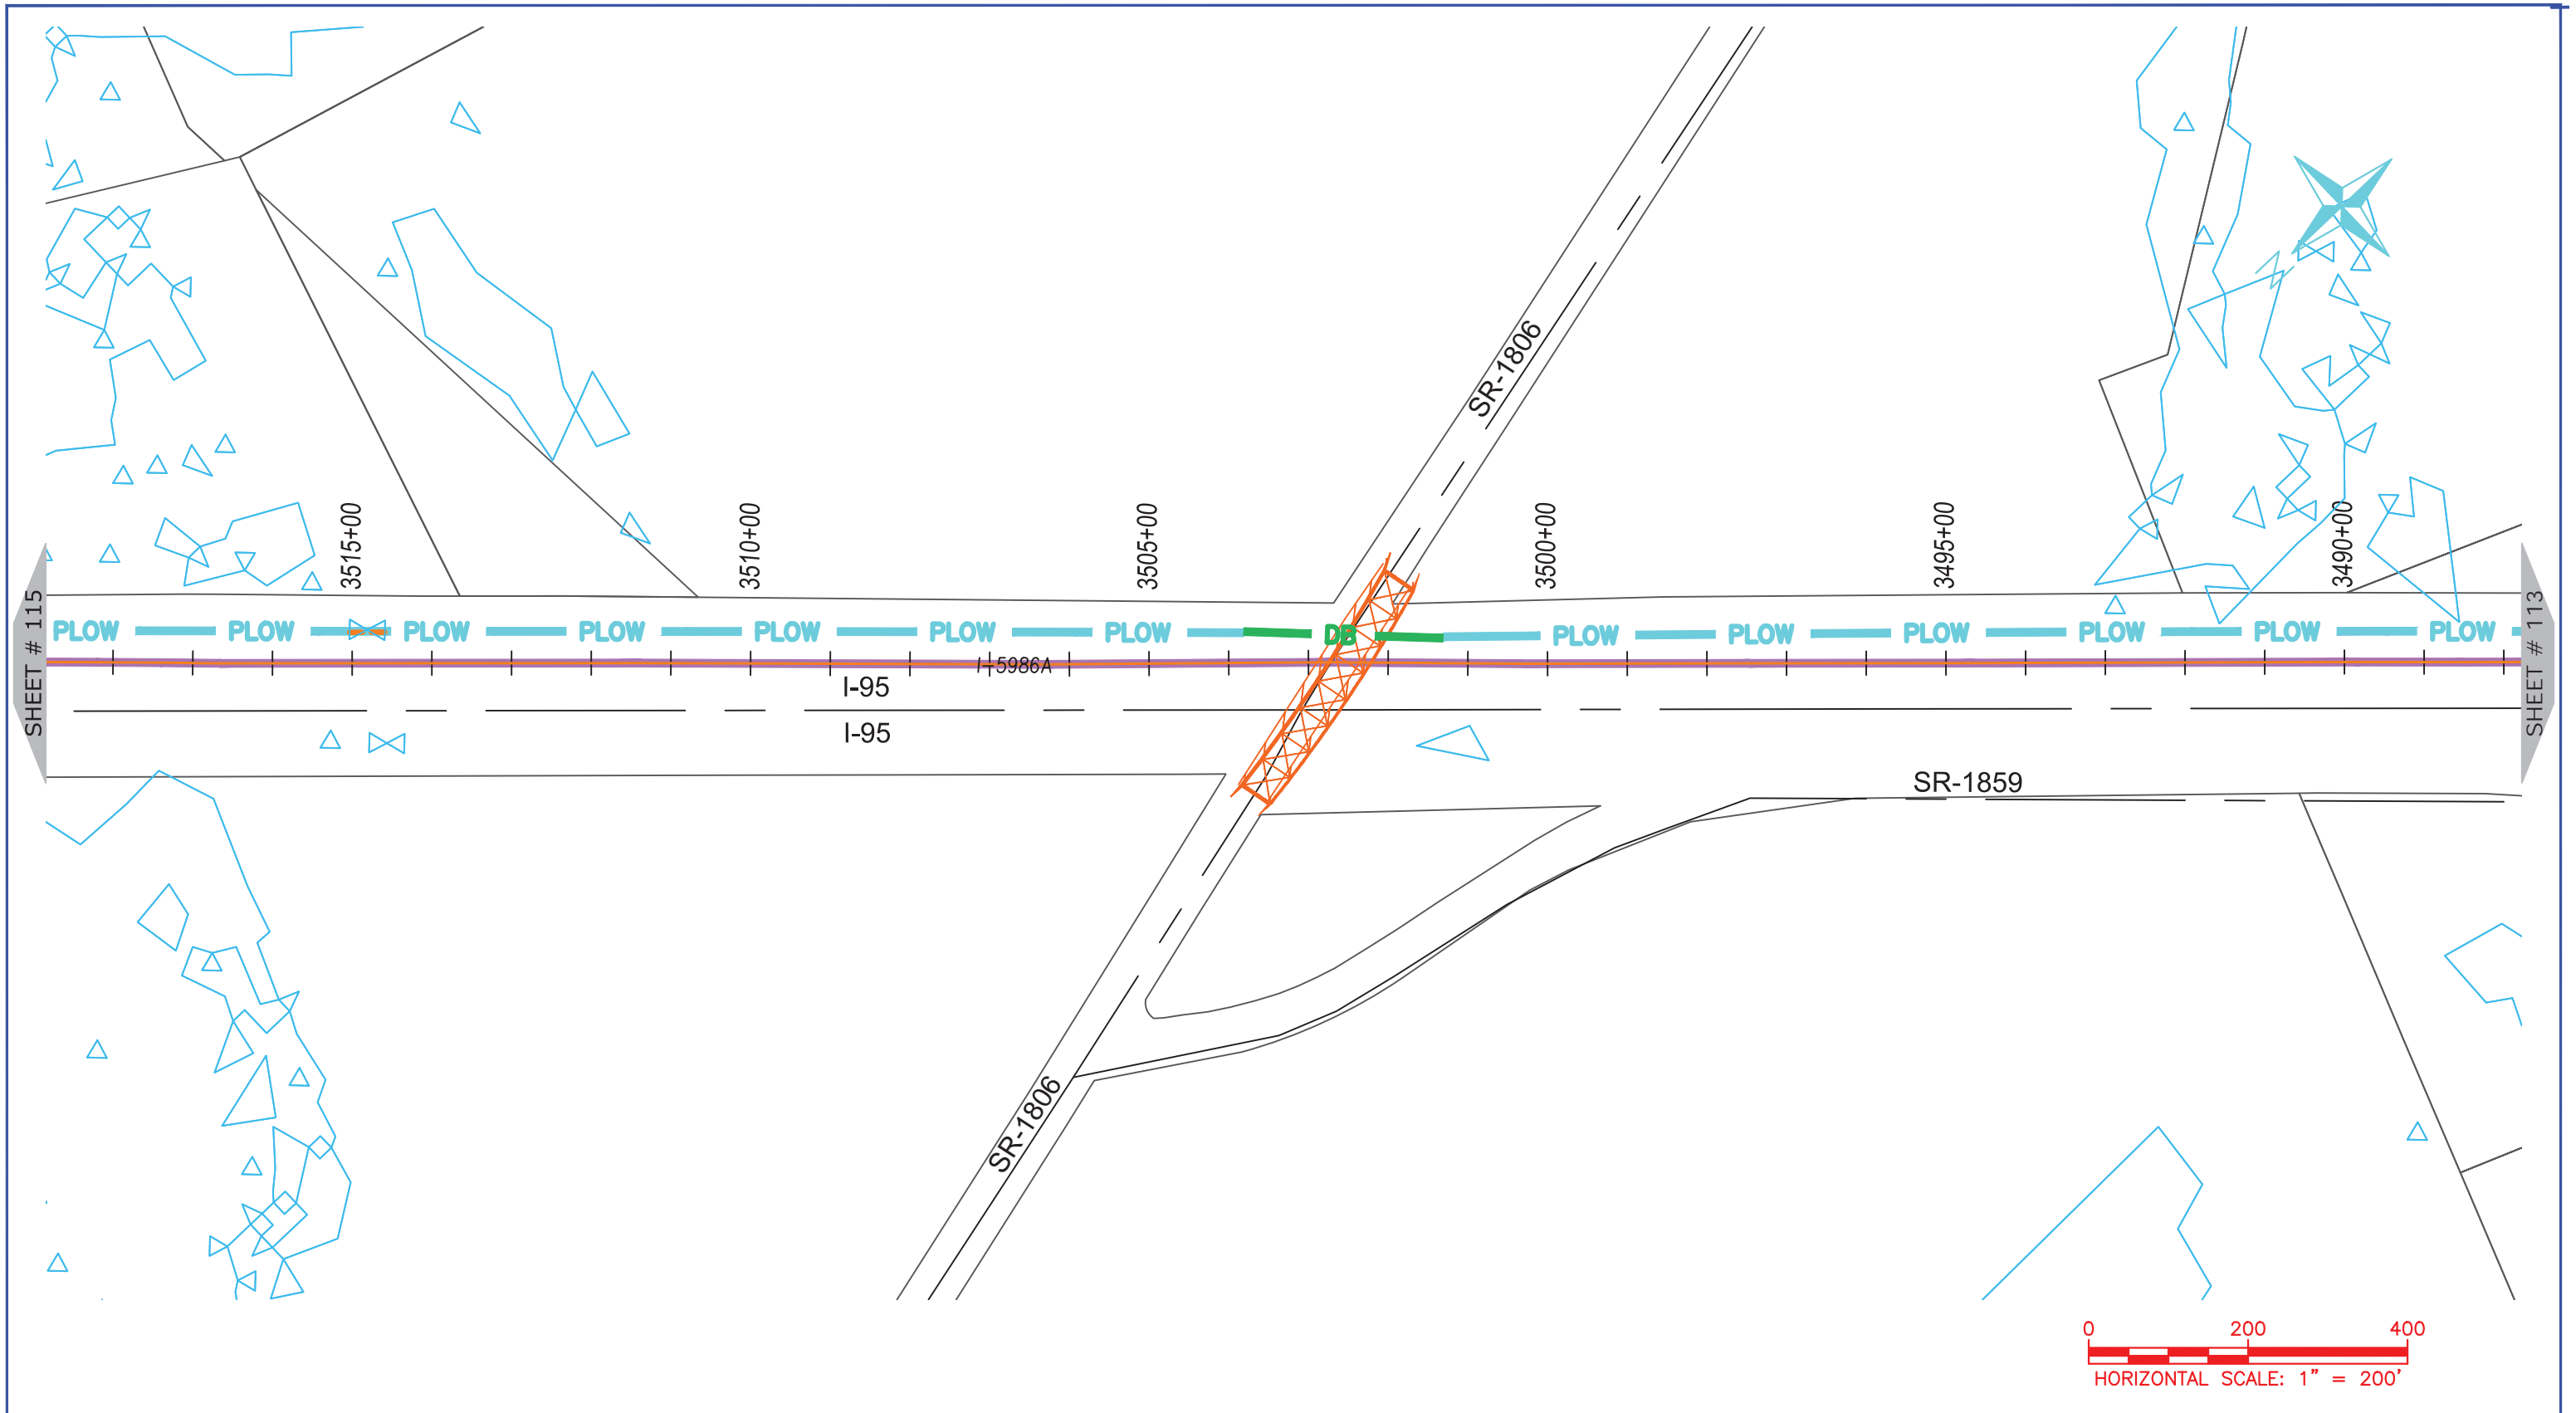 SR-1806
3515+00
3510+00
3505+00
3500+00
3495+00
3490+00
SHEET # 115
PLOW PLOW PLOW PLOW PLOW PLOW PLOW DB PLOW PLOW PLOW PLOW PLOW PLOW
SHEET # 113
I-5986A
I-95
I-95
SR-1859
SR-1806
0 200 400
HORIZONTAL SCALE: 1" = 200'